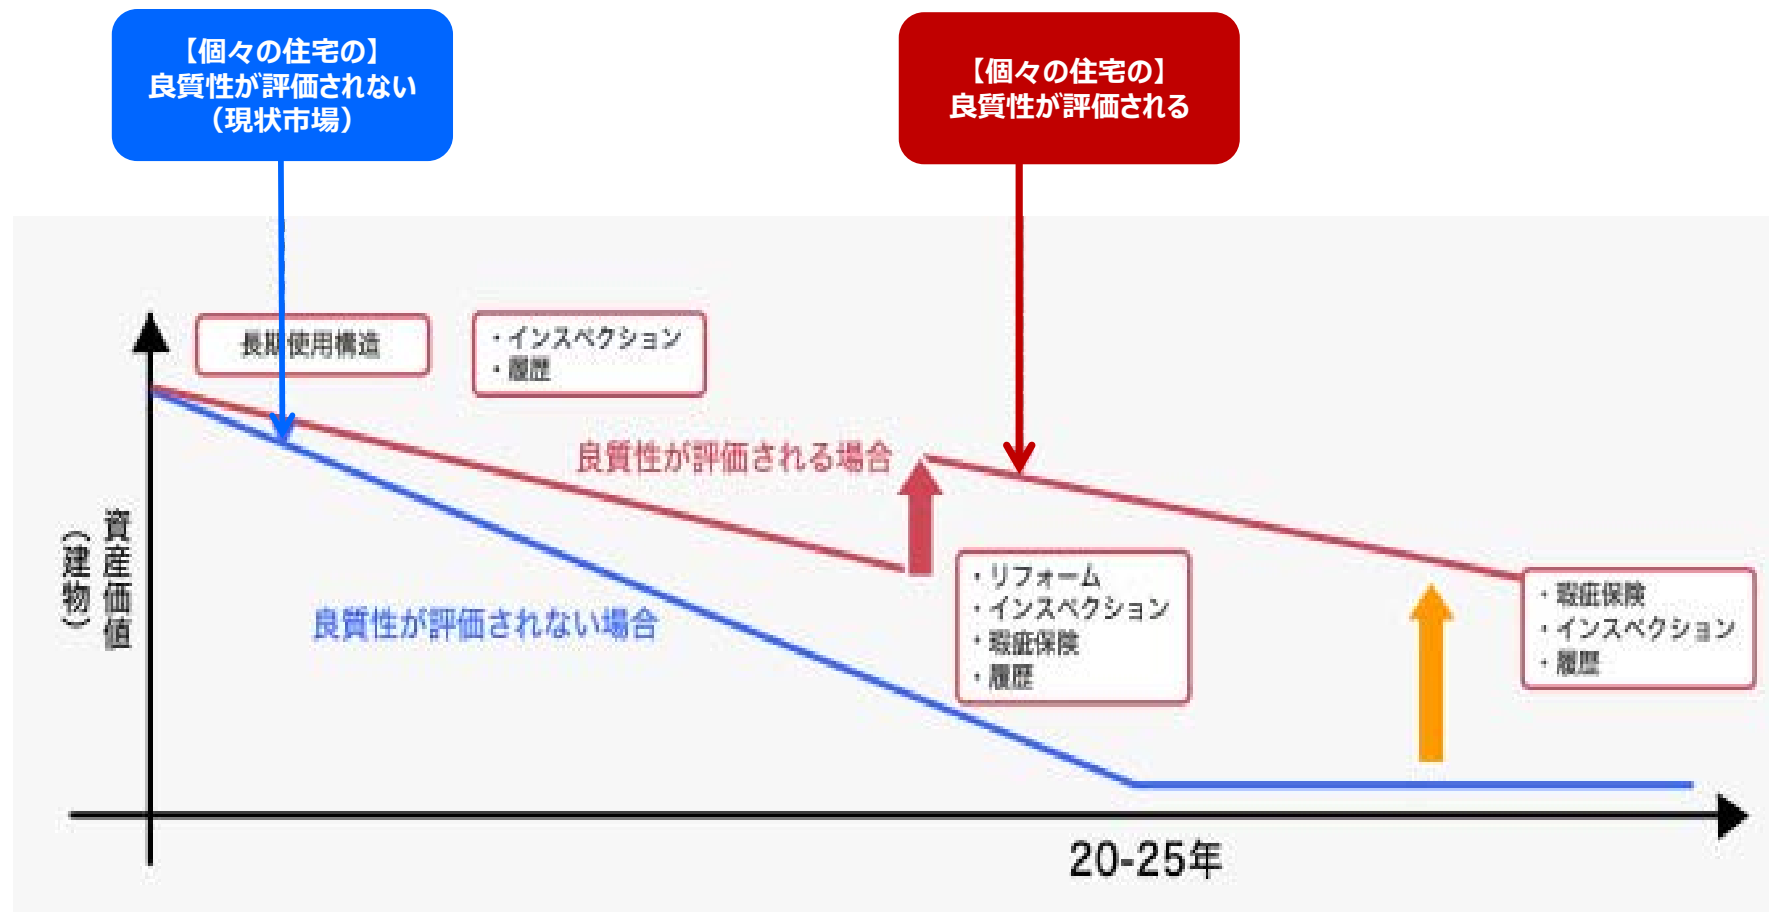 【個々の住宅の】
良質性が評価されない
（現状市場）
【個々の住宅の】
良質性が評価される
長期使用構造
・インスペクション
・履歴
良質性が評価される場合
資産価値
（建物）
良質性が評価されない場合
・リフォーム
・インスペクション
・瑕疵保険
・履歴
・瑕疵保険
・インスペクション
・履歴
20-25年